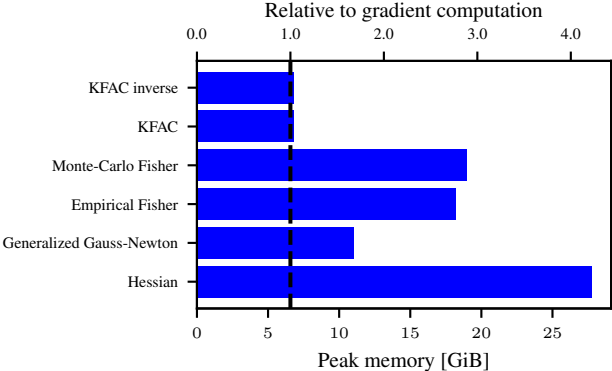 Relative to gradient computation
0.0 1.0 2.0 3.0 4.0
KFAC inverse
KFAC
Monte-Carlo Fisher
Empirical Fisher
Generalized Gauss-Newton
Hessian
0 5 10 15 20 25
Peak memory [GiB]